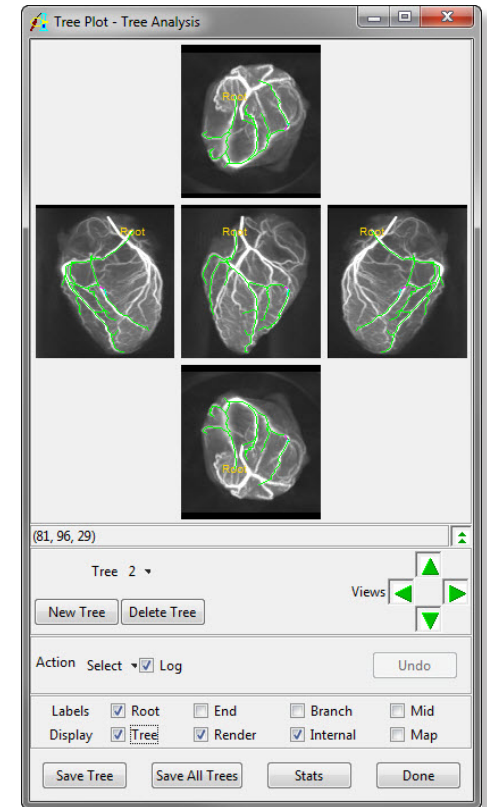 Tree Plot - Tree Analysis
Root
Root Root Root
Root
(81, 96, 29)
Tree 2
Views
New Tree Delete Tree
Action Select Log Undo
Labels Root End Branch Mid
Display Tree Render Internal Map
Save Tree Save All Trees Stats Done